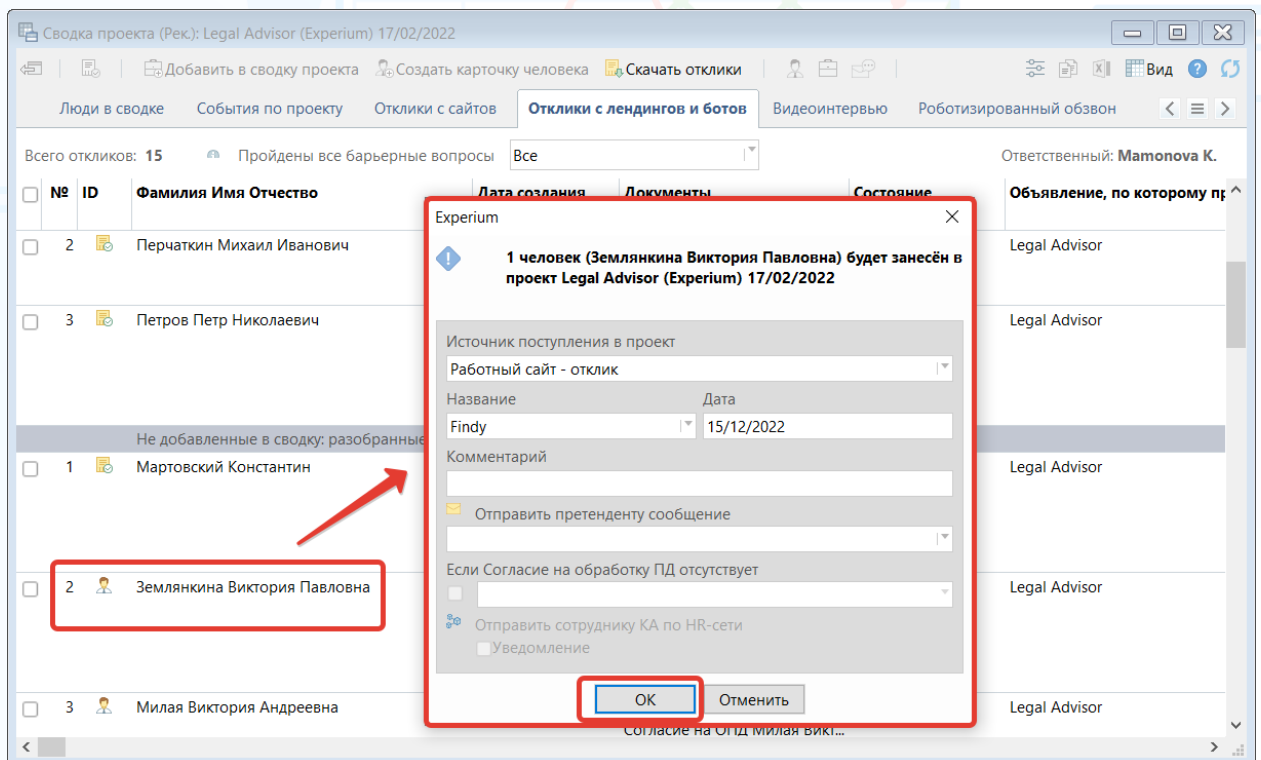 Сводка проекта (Рек.): Legal Advisor (Experium) 17/02/2022
Добавить в сводку проекта Создать карточку человека Скачать отклики Вид
Люди в сводке События по проекту Отклики с сайтов Отклики с лендингов и ботов Видеоинтервью Роботизированный обзвон
Всего откликов: 15 Пройдены все барьерные вопросы Все Ответственный: Mamonova K.
№ ID Фамилия Имя Отчество Дата создания Документы Состояние Объявление, по которому пр
2 Перчаткин Михаил Иванович Legal Advisor
3 Петров Петр Николаевич Legal Advisor
Не добавленные в сводку: разобранные
1 Мартовский Константин Legal Advisor
2 Землянкина Виктория Павловна Legal Advisor
3 Милая Виктория Андреевна Legal Advisor
Согласие на ОПД Милая Викт...
Experium
1 человек (Землянкина Виктория Павловна) будет занесён в
проект Legal Advisor (Experium) 17/02/2022
Источник поступления в проект
Работный сайт - отклик
Название Дата
Findy 15/12/2022
Комментарий
Отправить претенденту сообщение
Если Согласие на обработку ПД отсутствует
Отправить сотруднику КА по HR-сети
Уведомление
ОК Отменить